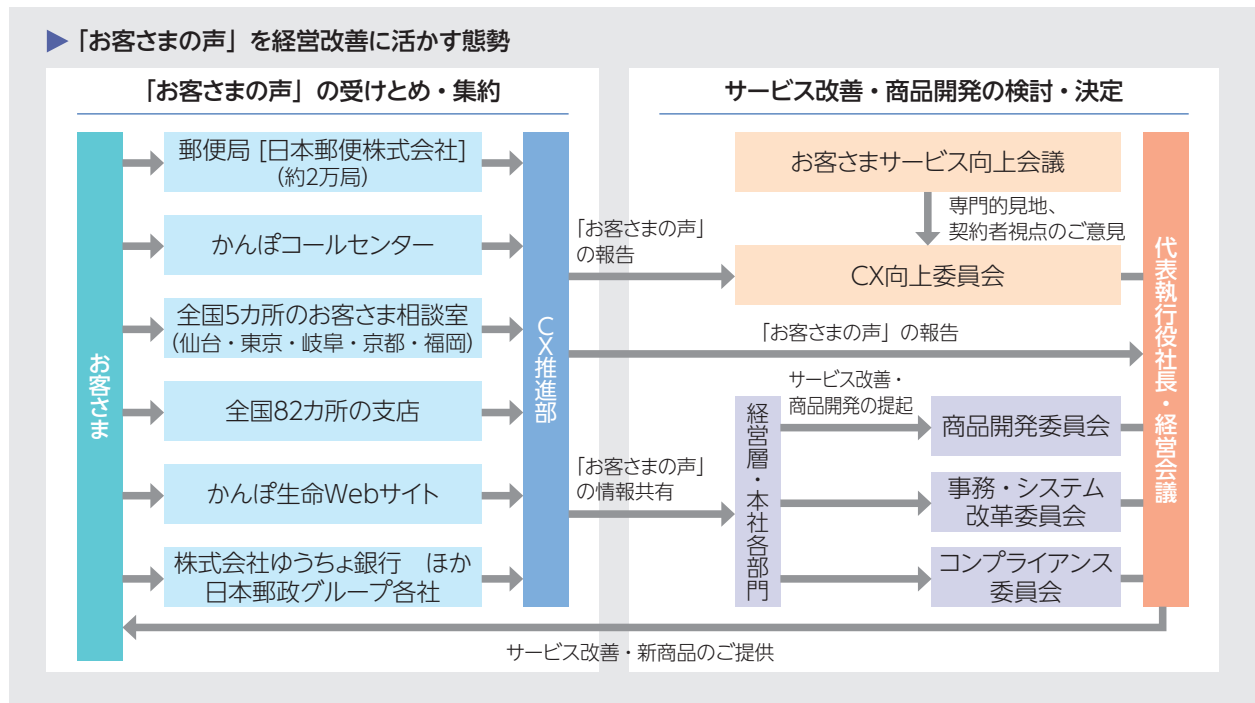 ▶「お客さまの声」を経営改善に活かす態勢
「お客さまの声」の受けとめ・集約
お客さま
郵便局 [日本郵便株式会社]
(約2万局)
かんぽコールセンター
全国5カ所のお客さま相談室
(仙台・東京・岐阜・京都・福岡)
全国82カ所の支店
かんぽ生命Webサイト
株式会社ゆうちょ銀行　ほか
日本郵政グループ各社
CX推進部
「お客さまの声」
の報告
「お客さまの声」
の情報共有
サービス改善・商品開発の検討・決定
お客さまサービス向上会議
専門的見地、
契約者視点のご意見
CX向上委員会
「お客さまの声」の報告
経営層・本社各部門
サービス改善・
商品開発の提起
商品開発委員会
事務・システム
改革委員会
コンプライアンス
委員会
代表執行役社長・経営会議
サービス改善・新商品のご提供